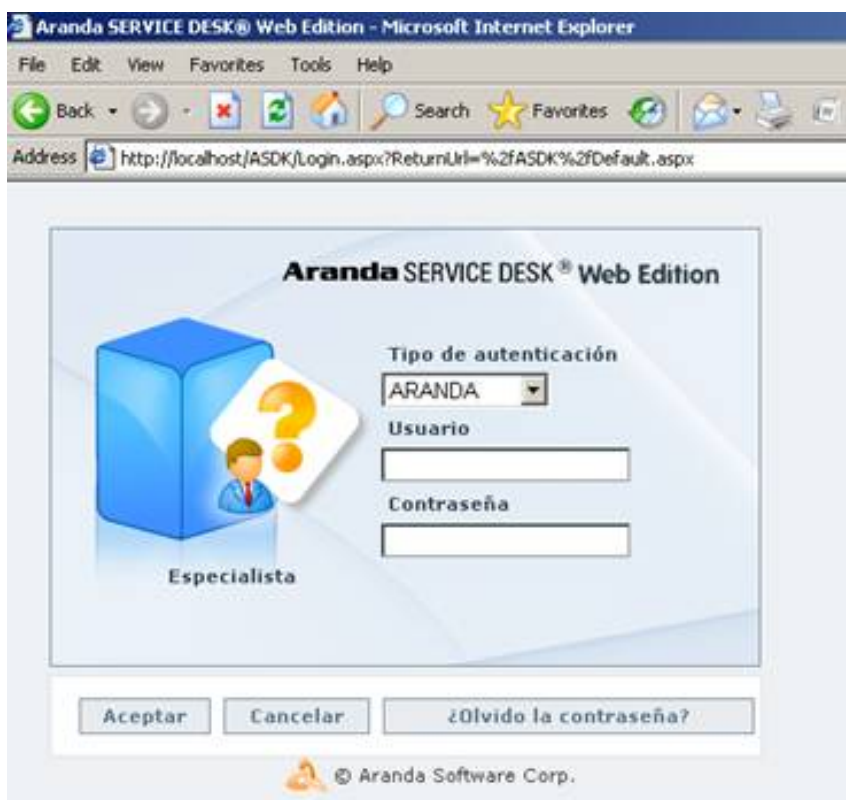 Aranda SERVICE DESK® Web Edition - Microsoft Internet Explorer
File Edit View Favorites Tools Help
Back Search Favorites
Address http://localhost/ASDK/Login.aspx?ReturnUrl=%2fASDK%2fDefault.aspx
Aranda SERVICE DESK ® Web Edition
Tipo de autenticación
ARANDA
Usuario
Contraseña
Especialista
Aceptar Cancelar ¿Olvido la contraseña?
© Aranda Software Corp.